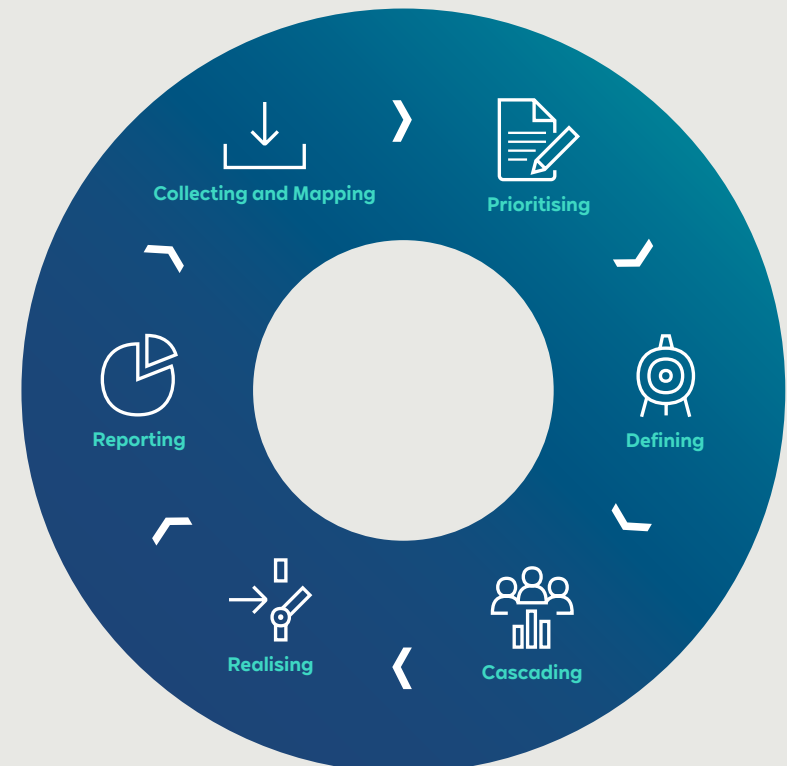 Collecting and Mapping
Prioritising
Reporting
Defining
Realising
Cascading